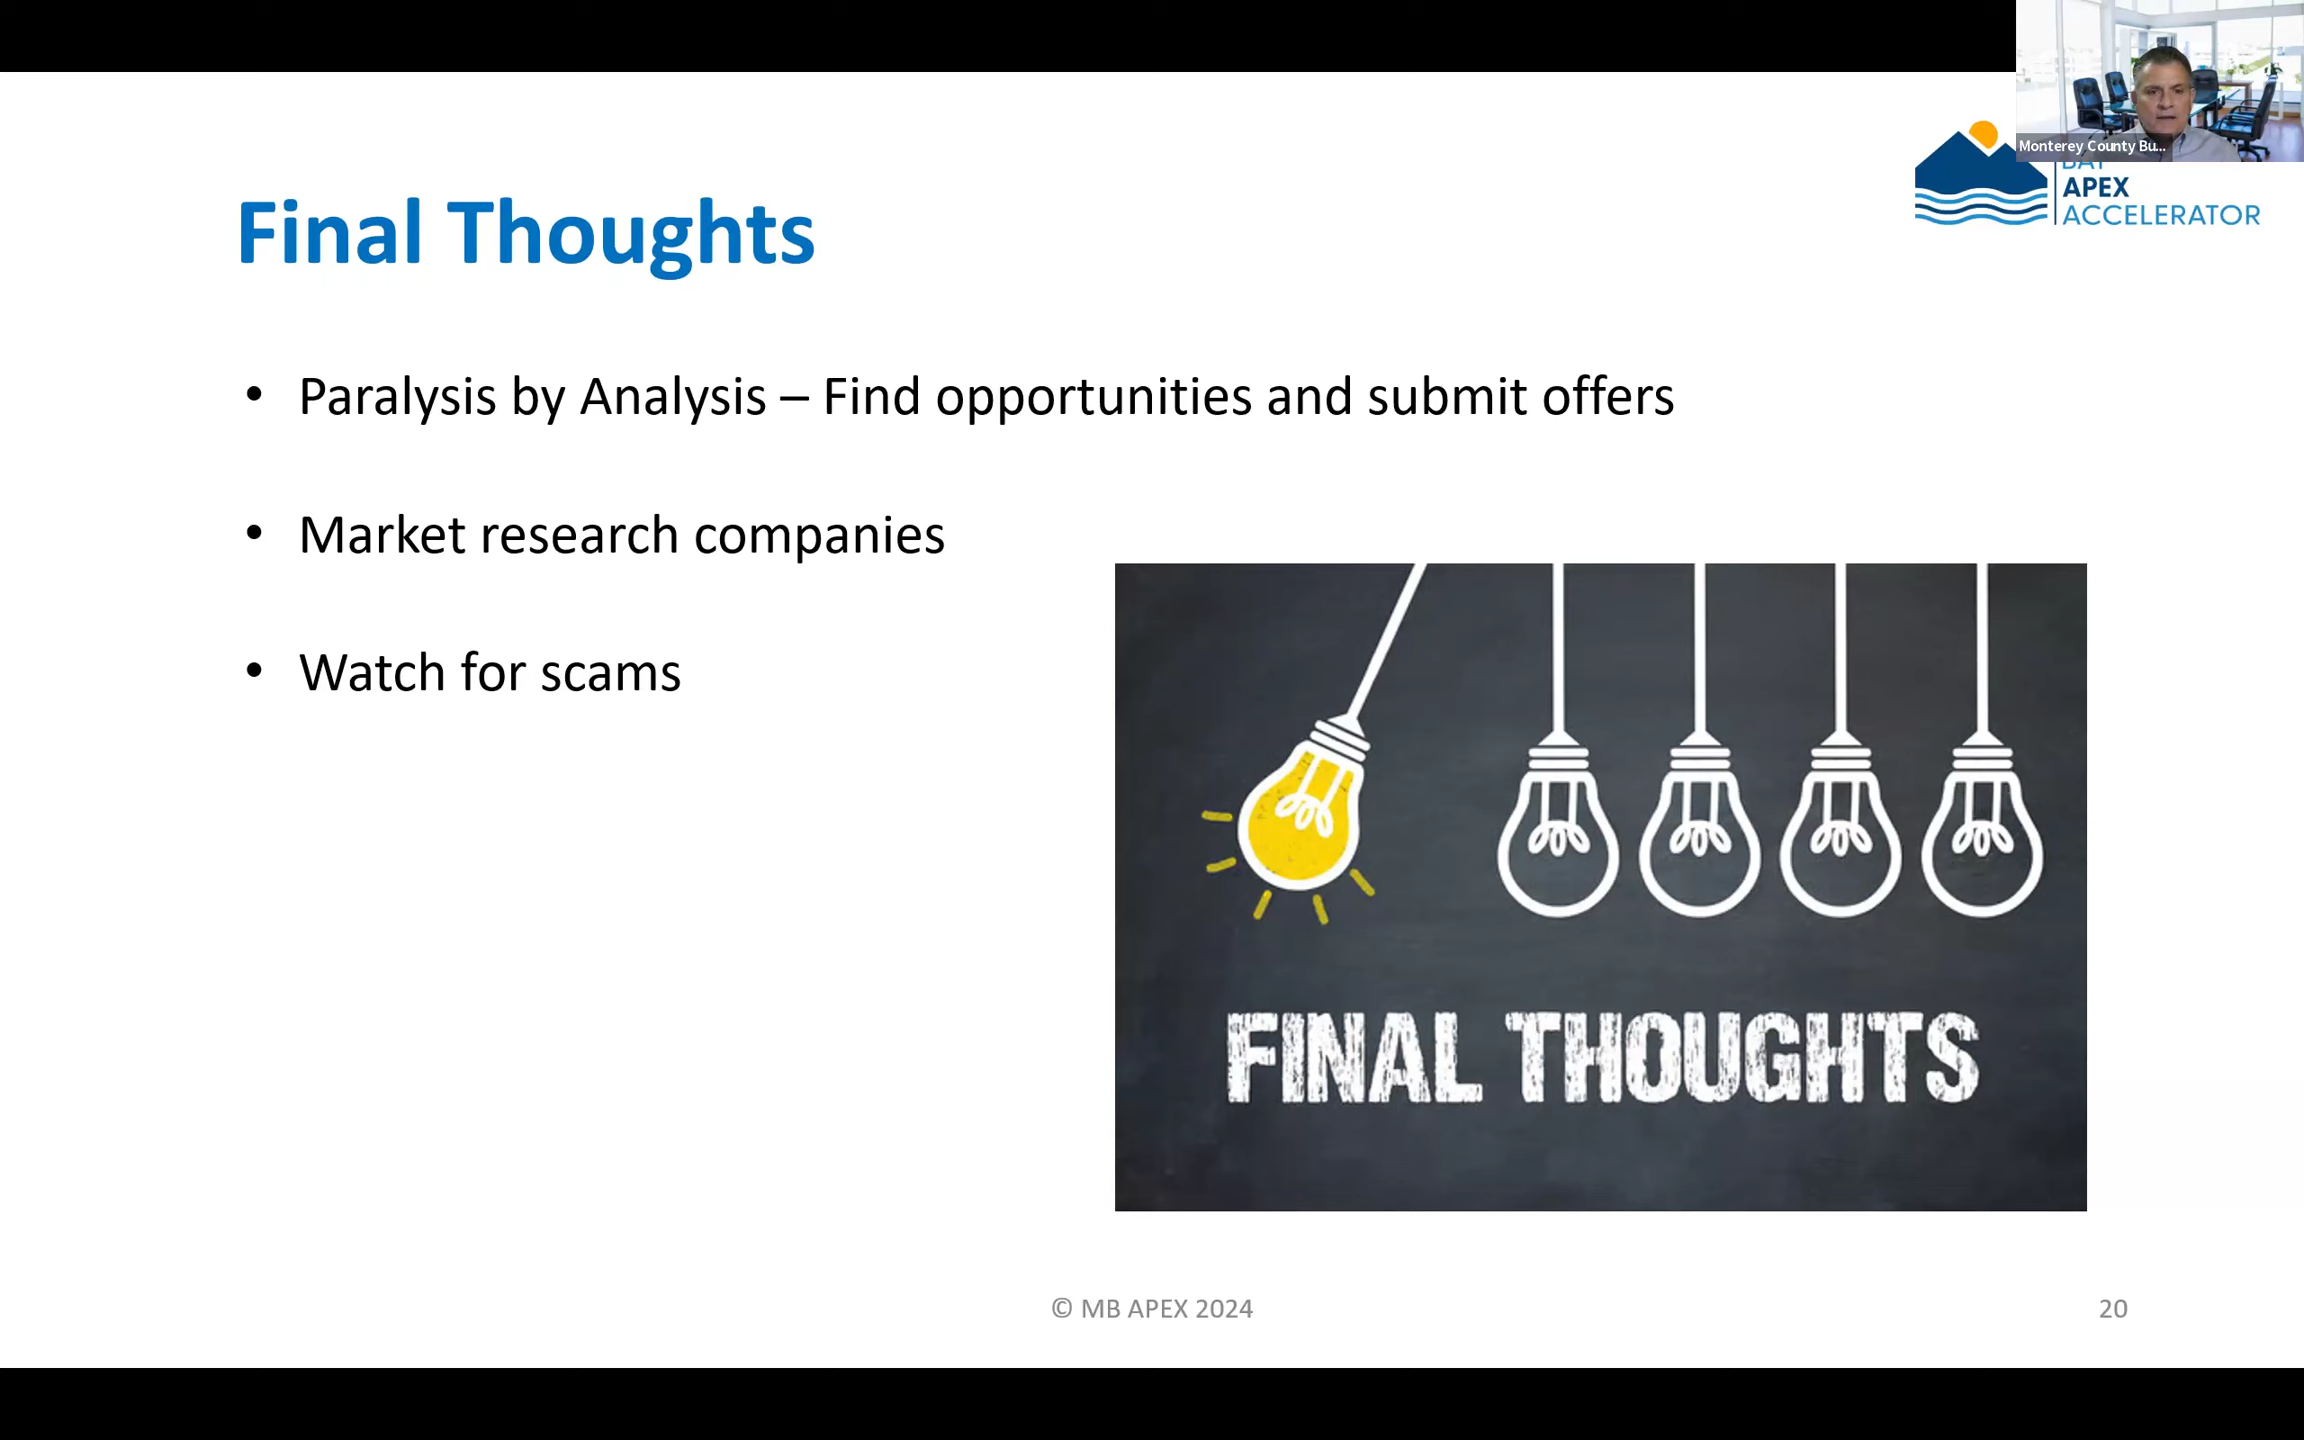 Monterey County Bu...
BAY
APEX
ACCELERATOR
Final Thoughts
• Paralysis by Analysis – Find opportunities and submit offers
• Market research companies
• Watch for scams
FINAL THOUGHTS
© MB APEX 2024
20